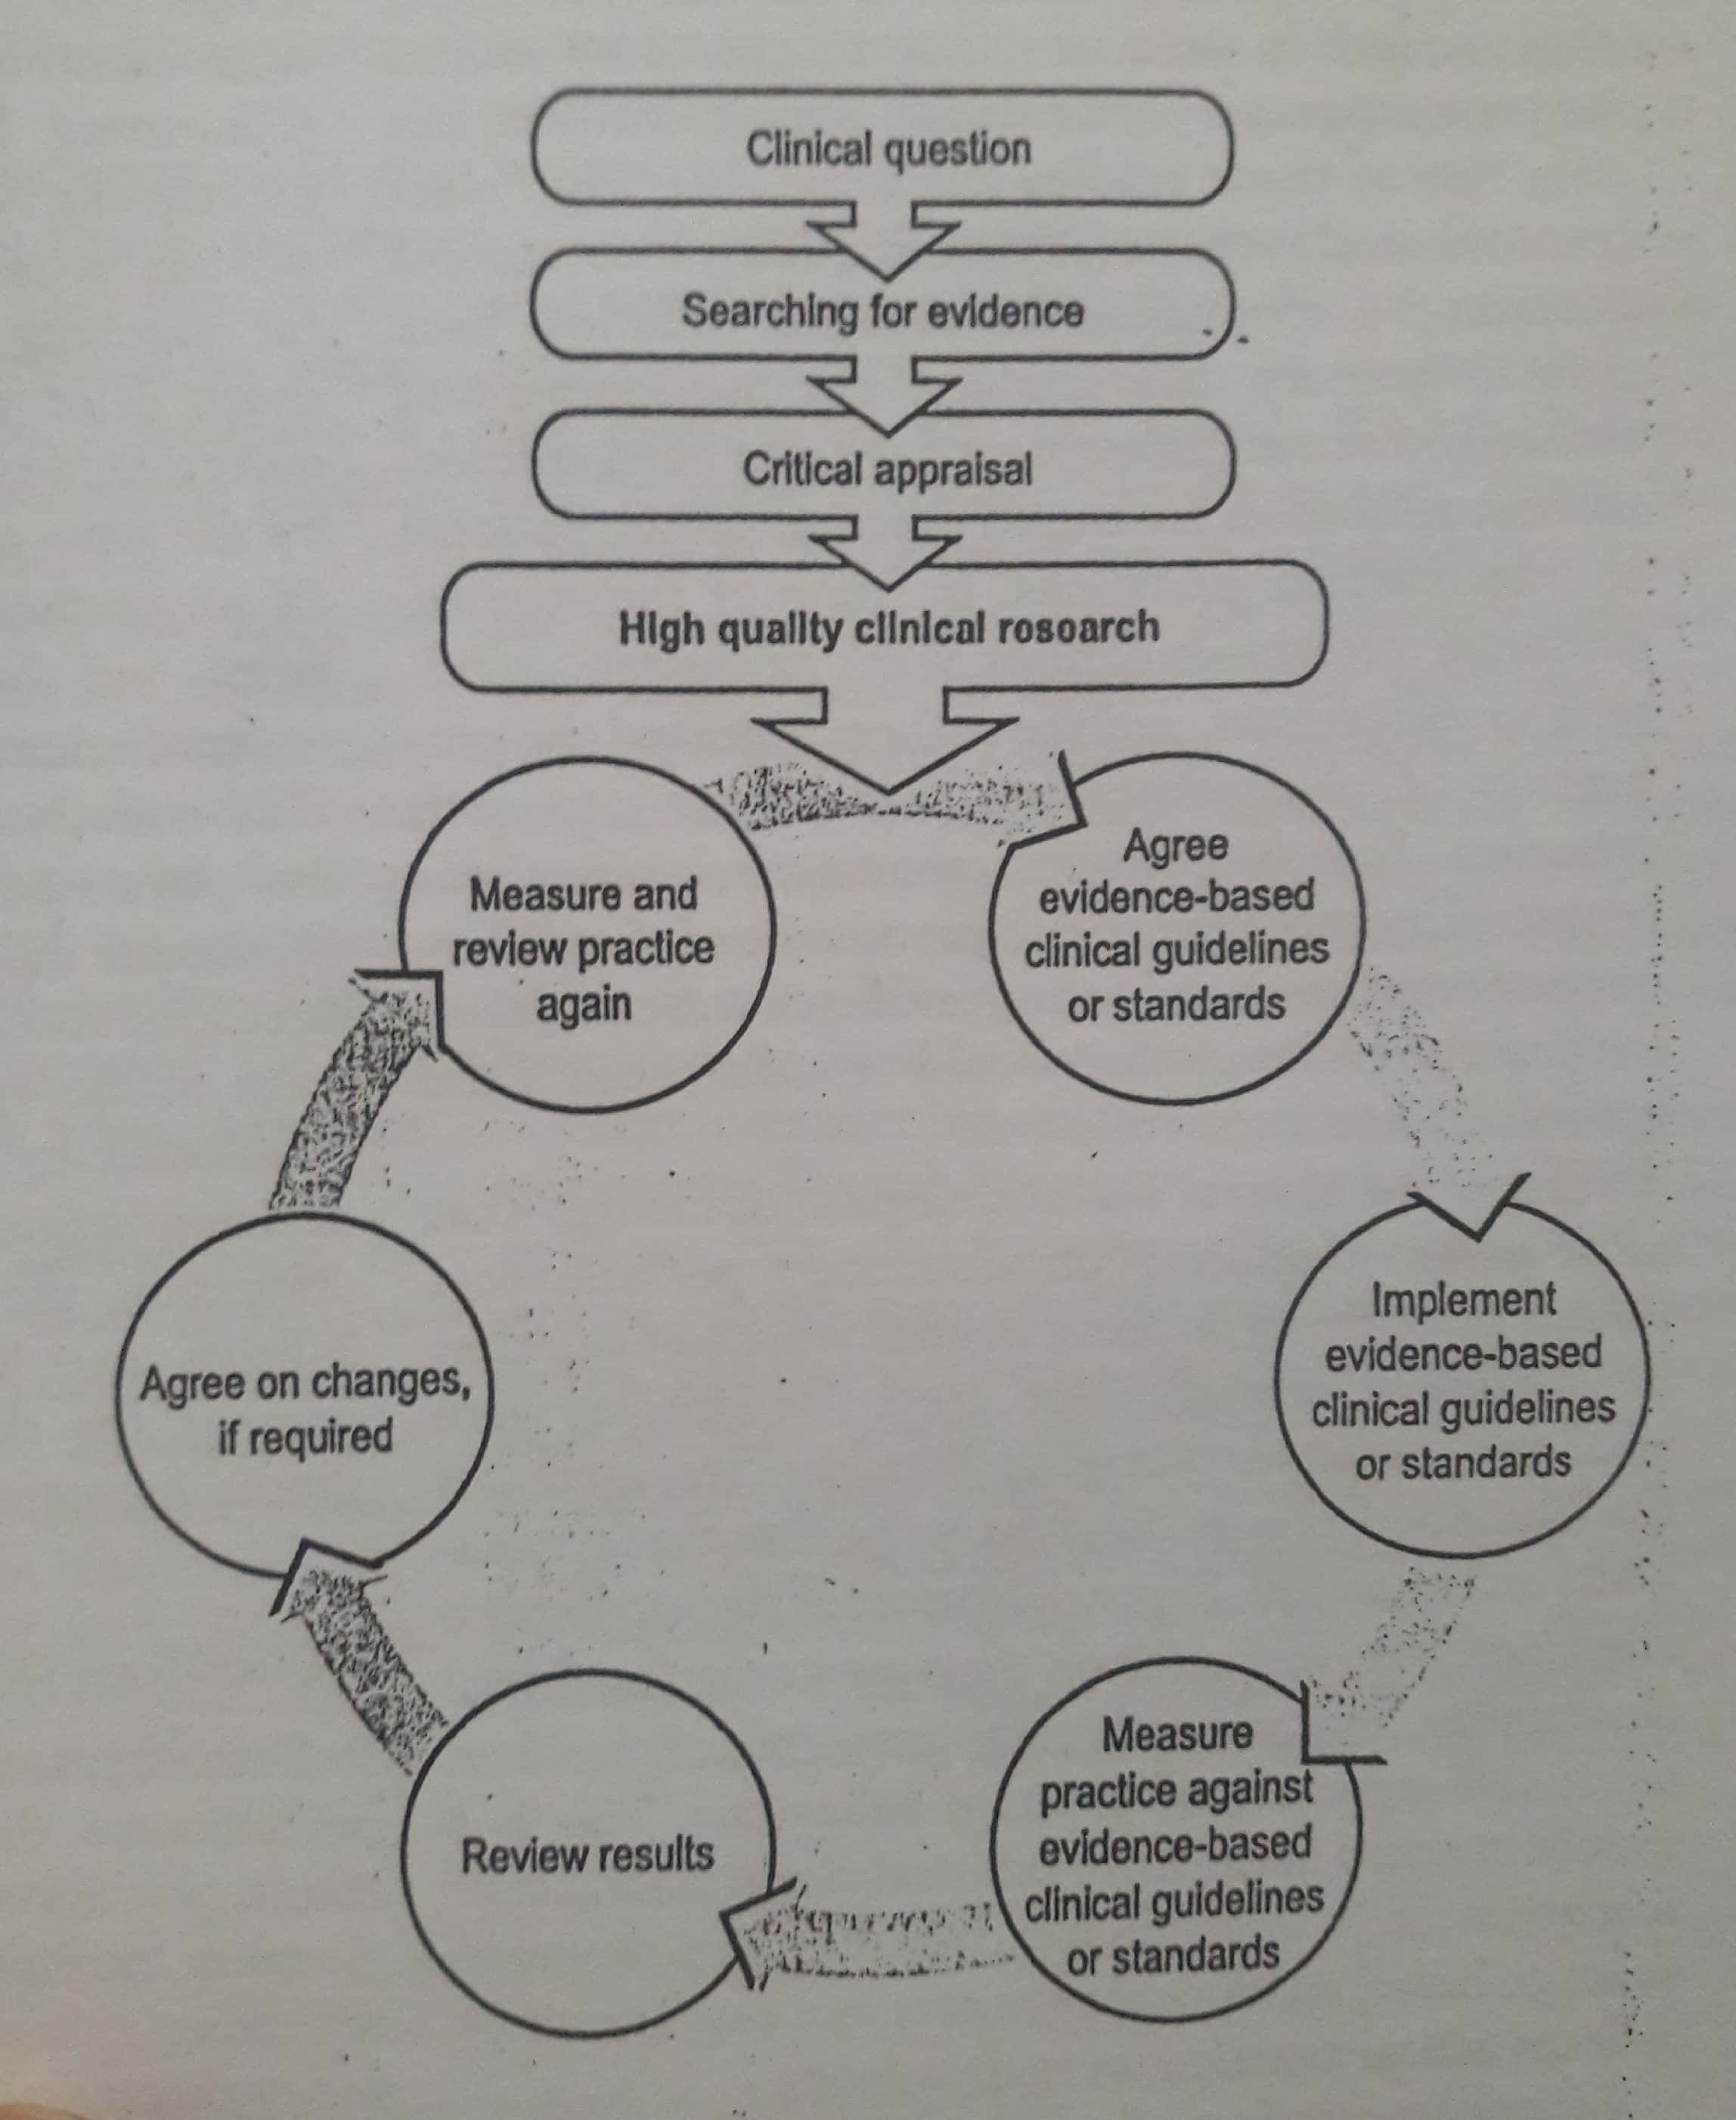 Clinical question
Searching for evidence
Critical appraisal
High quality clinical rosoarch
Agree
evidence-based
clinical guidelines
or standards
Implement
evidence-based
clinical guidelines
or standards
Measure
practice against
evidence-based
clinical guidelines
or standards
Review results
Agree on changes,
if required
Measure and
review practice
again